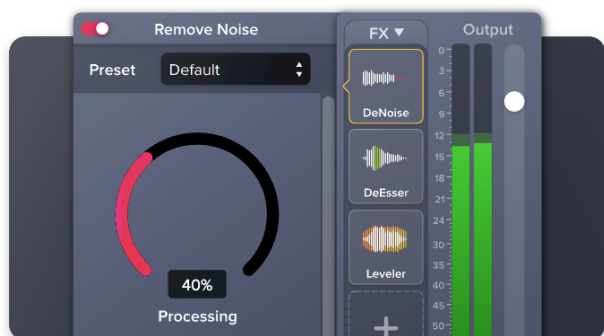 Remove Noise
Preset
Default
40%
Processing
FX
DeNoise
DeEsser
Leveler
Output
0
3
6
9
12
15
18
21
24
30
35
40
45
50